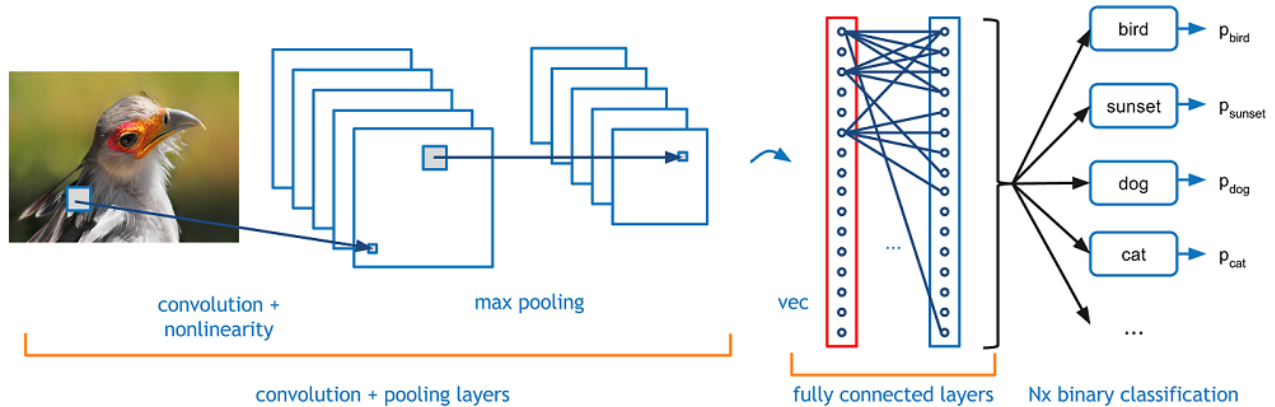 bird
p_bird
sunset
p_sunset
dog
p_dog
cat
p_cat
...
...
convolution +
nonlinearity
max pooling
vec
convolution + pooling layers
fully connected layers
Nx binary classification